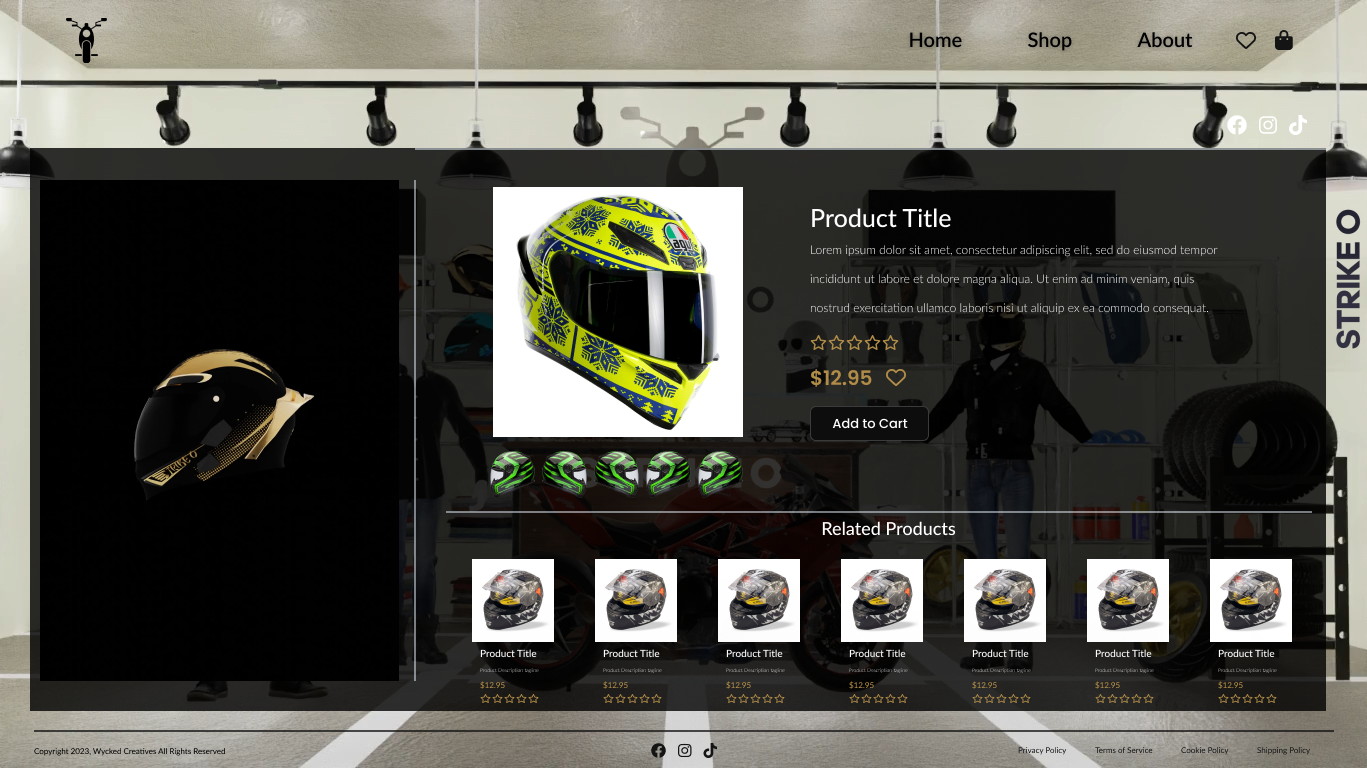 Home
Shop
About
STRIKE O
agv
STRIKE O
Product Title
Lorem ipsum dolor sit amet, consectetur adipiscing elit, sed do eiusmod tempor
incididunt ut labore et dolore magna aliqua. Ut enim ad minim veniam, quis
nostrud exercitation ullamco laboris nisi ut aliquip ex ea commodo consequat.
$12.95
Add to Cart
Related Products
Product Title
Product Description tagline
$12.95
Product Title
Product Description tagline
$12.95
Product Title
Product Description tagline
$12.95
Product Title
Product Description tagline
$12.95
Product Title
Product Description tagline
$12.95
Product Title
Product Description tagline
$12.95
Product Title
Product Description tagline
$12.95
Copyright 2023, Wycked Creatives All Rights Reserved
Privacy Policy
Terms of Service
Cookie Policy
Shipping Policy